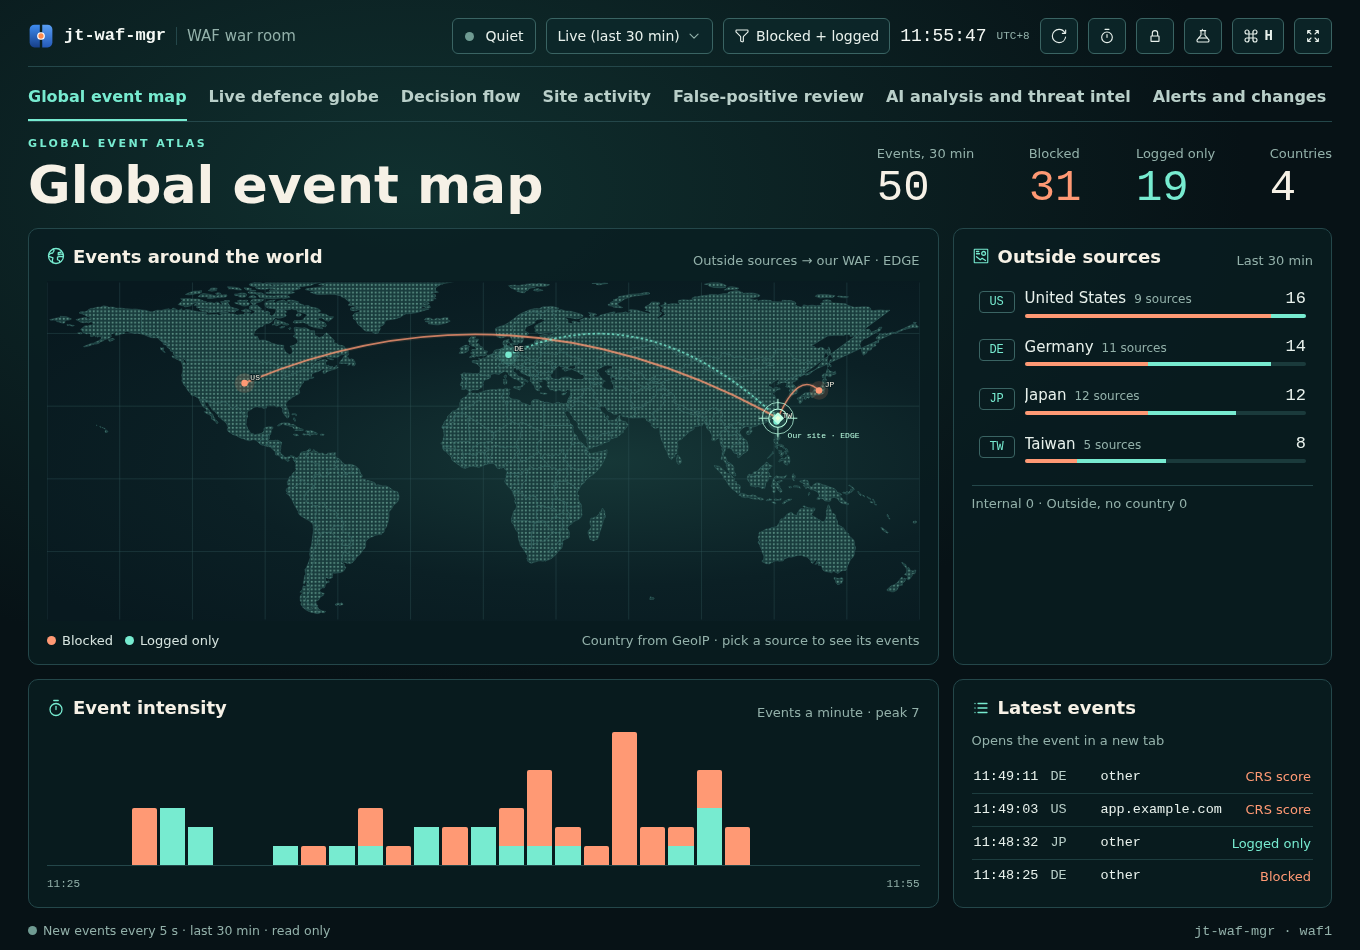 jt-waf-mgr
WAF war room
Quiet
Live (last 30 min)
Blocked + logged
11:55:47 UTC+8
⌘ H
Global event map
Live defence globe
Decision flow
Site activity
False-positive review
AI analysis and threat intel
Alerts and changes
GLOBAL EVENT ATLAS
Global event map
Events, 30 min
50
Blocked
31
Logged only
19
Countries
4
Events around the world
Outside sources → our WAF · EDGE
US
DE
JP
Our site · EDGE
Blocked
Logged only
Country from GeoIP · pick a source to see its events
Outside sources
Last 30 min
US United States 9 sources 16
DE Germany 11 sources 14
JP Japan 12 sources 12
TW Taiwan 5 sources 8
Internal 0 · Outside, no country 0
Event intensity
Events a minute · peak 7
11:25
11:55
Latest events
Opens the event in a new tab
11:49:11 DE other CRS score
11:49:03 US app.example.com CRS score
11:48:32 JP other Logged only
11:48:25 DE other Blocked
New events every 5 s · last 30 min · read only
jt-waf-mgr · waf1